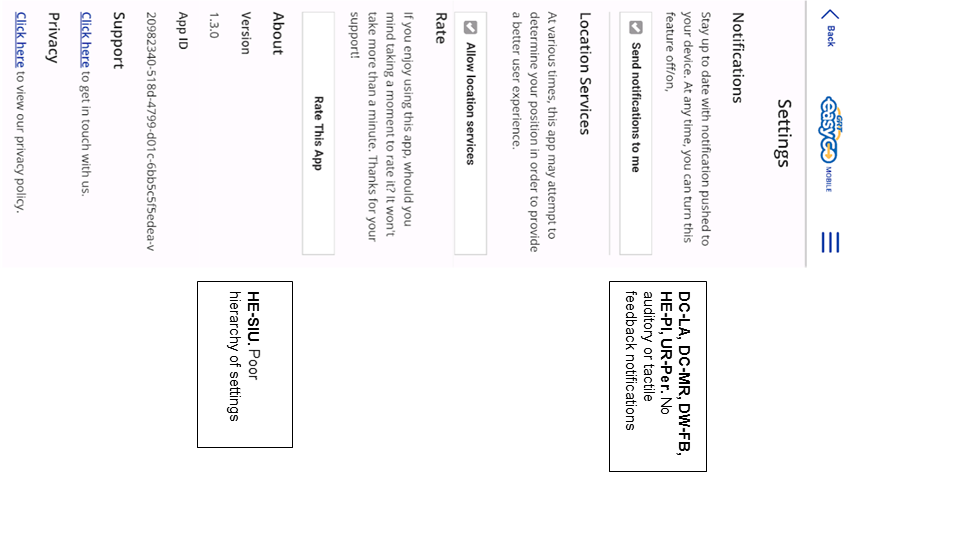 Back
GRT
easyGO
MOBILE
Settings
Notifications
Stay up to date with notification pushed to
your device. At any time, you can turn this
feature off/on,
Send notifications to me
Location Services
At various times, this app may attempt to
determine your position in order to provide
a better user experience.
Allow location services
Rate
If you enjoy using this app, whould you
mind taking a moment to rate it? It won't
take more than a minute. Thanks for your
support!
Rate This App
About
Version
1.3.0
App ID
20982340-518d-4799-d01c-6bb5c5f5edea-v
Support
Click here to get in touch with us.
Privacy
Click here to view our privacy policy.
DC-LA, DC-MR, DW-FB,
HE-PI, UR-Per. No
auditory or tactile
feedback notifications
HE-SIU. Poor
hierarchy of settings